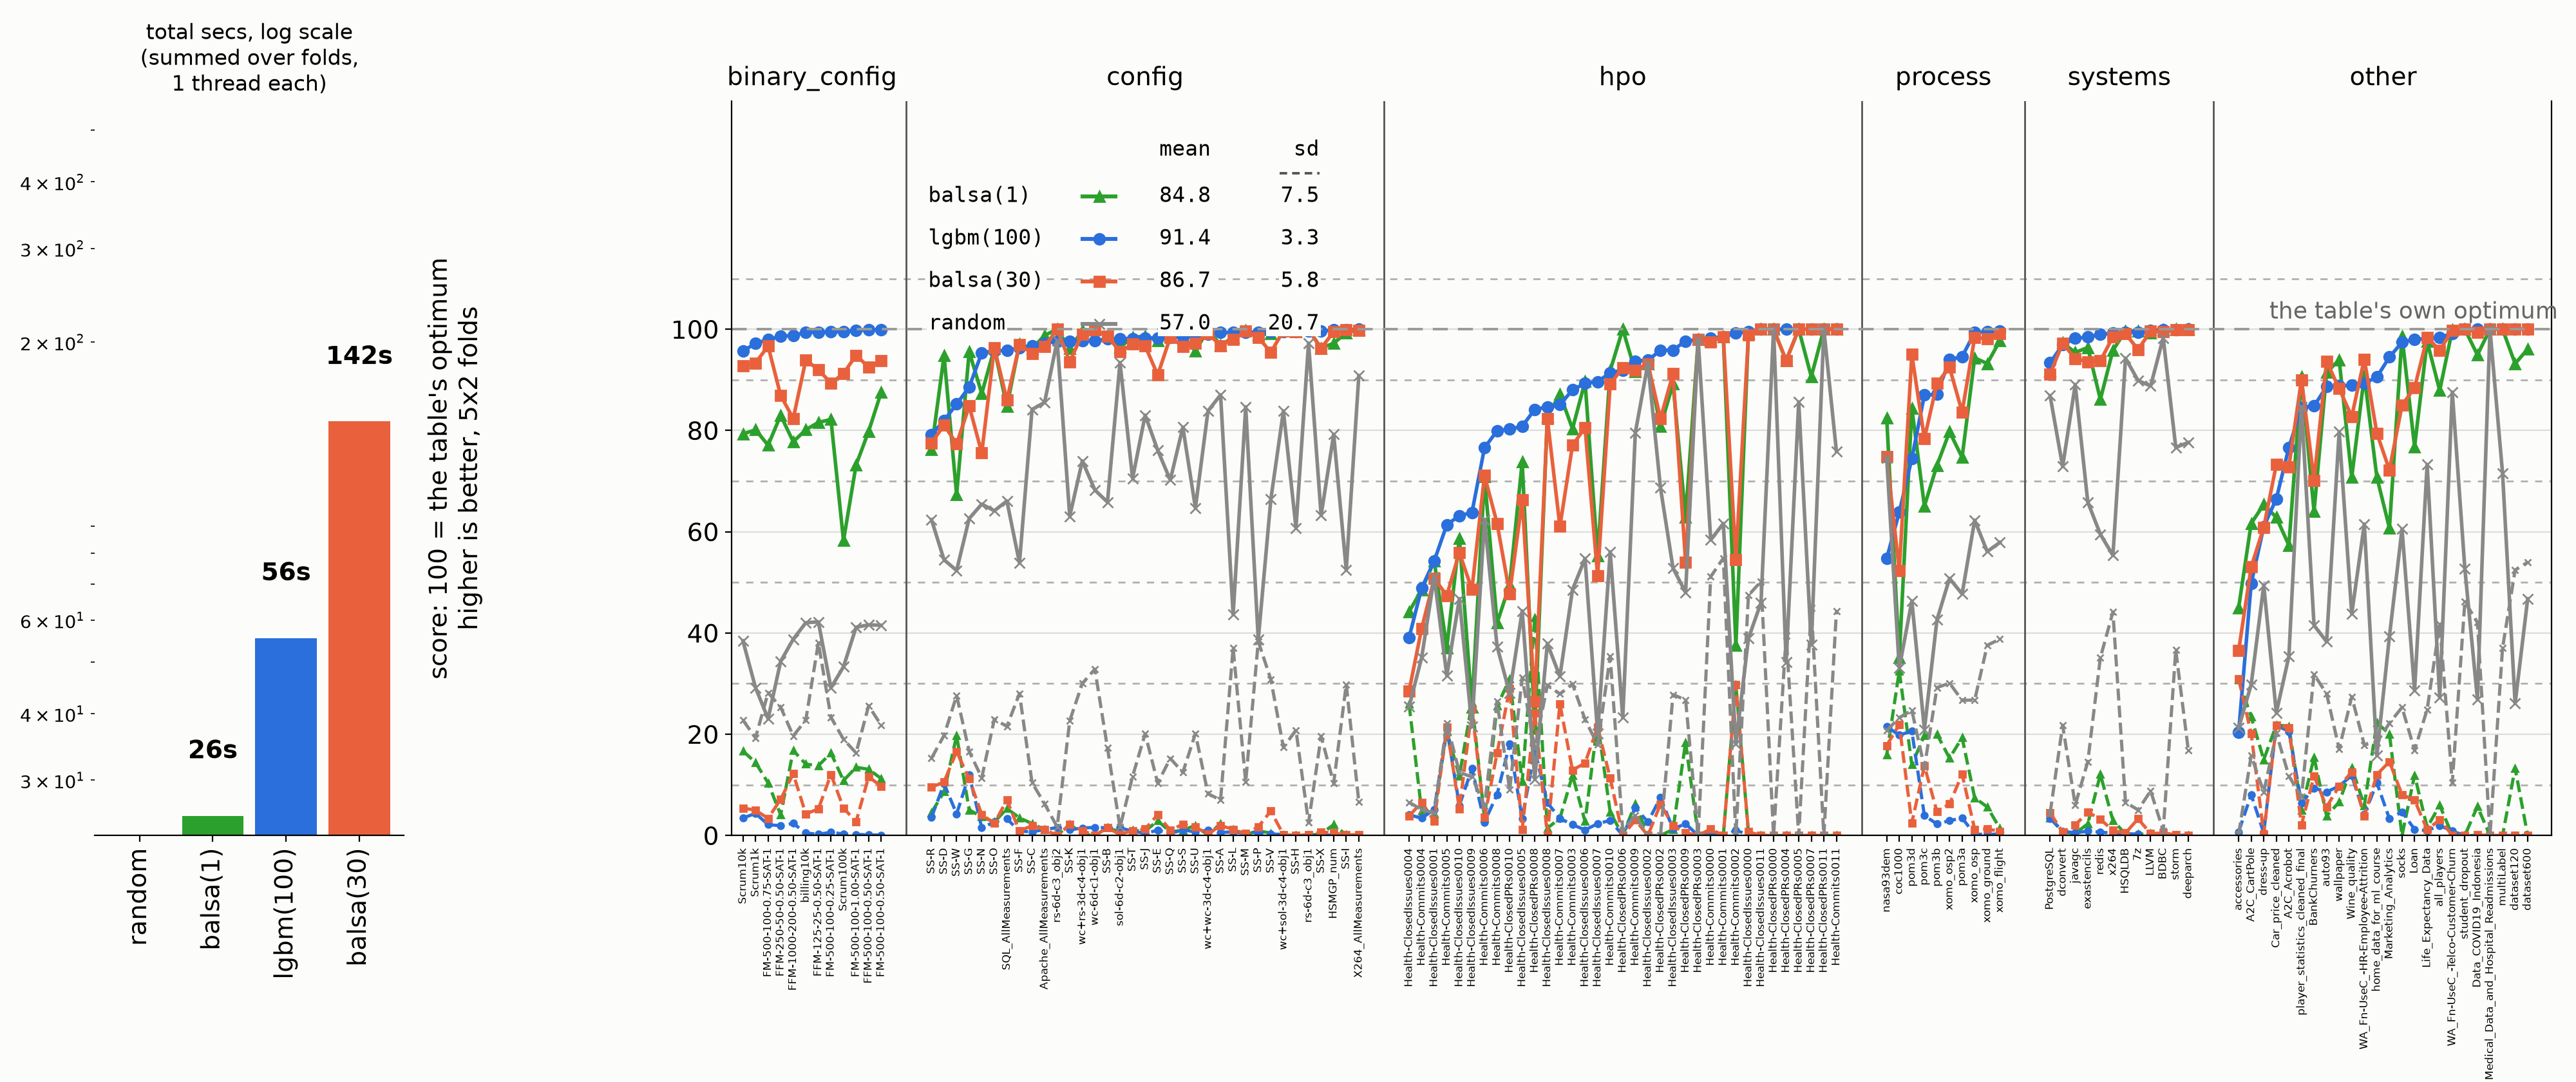 total secs, log scale
(summed over folds,
1 thread each)
4 × 10²
3 × 10²
2 × 10²
6 × 10¹
4 × 10¹
3 × 10¹
26s
56s
142s
random
balsa(1)
lgbm(100)
balsa(30)
score: 100 = the table's optimum
higher is better, 5x2 folds
binary_config
config
hpo
process
systems
other
mean sd
balsa(1) 84.8 7.5
lgbm(100) 91.4 3.3
balsa(30) 86.7 5.8
random 57.0 20.7
the table's own optimum
100
80
60
40
20
0
Scrum10k
Scrum1k
FM-500-100-0.75-SAT-1
FFM-250-50-0.50-SAT-1
FFM-1000-200-0.50-SAT-1
billing10k
FFM-125-25-0.50-SAT-1
FM-500-100-0.25-SAT-1
Scrum100k
FM-500-100-1.00-SAT-1
FFM-500-100-0.50-SAT-1
FM-500-100-0.50-SAT-1
SS-R
SS-D
SS-W
SS-G
SS-N
SS-O
SQL_AllMeasurements
SS-F
SS-C
Apache_AllMeasurements
rs-6d-c3_obj2
SS-K
wc+rs-3d-c4-obj1
wc-6d-c1-obj1
SS-B
sol-6d-c2-obj1
SS-T
SS-J
SS-E
SS-Q
SS-S
SS-U
wc+wc-3d-c4-obj1
SS-A
SS-L
SS-M
SS-P
SS-V
wc+sol-3d-c4-obj1
SS-H
rs-6d-c3_obj1
SS-X
HSMGP_num
SS-I
X264_AllMeasurements
Health-ClosedIssues0004
Health-Commits0004
Health-ClosedIssues0001
Health-Commits0005
Health-ClosedIssues0010
Health-ClosedIssues0009
Health-Commits0006
Health-Commits0008
Health-ClosedPRs0010
Health-ClosedIssues0005
Health-ClosedPRs0008
Health-ClosedIssues0008
Health-Commits0007
Health-Commits0003
Health-ClosedIssues0006
Health-ClosedIssues0007
Health-Commits0010
Health-ClosedPRs0006
Health-Commits0009
Health-ClosedIssues0002
Health-ClosedPRs0002
Health-ClosedIssues0003
Health-ClosedPRs0009
Health-ClosedPRs0003
Health-Commits0000
Health-Commits0001
Health-Commits0002
Health-ClosedIssues0000
Health-ClosedIssues0011
Health-ClosedPRs0000
Health-ClosedPRs0004
Health-ClosedPRs0005
Health-ClosedPRs0007
Health-ClosedPRs0011
Health-Commits0011
nasa93dem
coc1000
pom3d
pom3c
pom3b
xomo_osp2
pom3a
xomo_osp
xomo_ground
xomo_flight
PostgreSQL
dconvert
javagc
exastencils
redis
x264
HSQLDB
7z
LLVM
BDBC
storm
deeparch
accessories
A2C_CartPole
dress-up
Car_price_cleaned
A2C_Acrobot
player_statistics_cleaned_final
BankChurners
auto93
wallpaper
Wine_quality
WA_Fn-UseC_-HR-Employee-Attrition
home_data_for_ml_course
Marketing_Analytics
socks
Loan
Life_Expectancy_Data
all_players
WA_Fn-UseC_-Telco-Customer-Churn
student_dropout
Data_COVID19_Indonesia
Medical_Data_and_Hospital_Readmissions
multiLabel
dataset120
dataset600